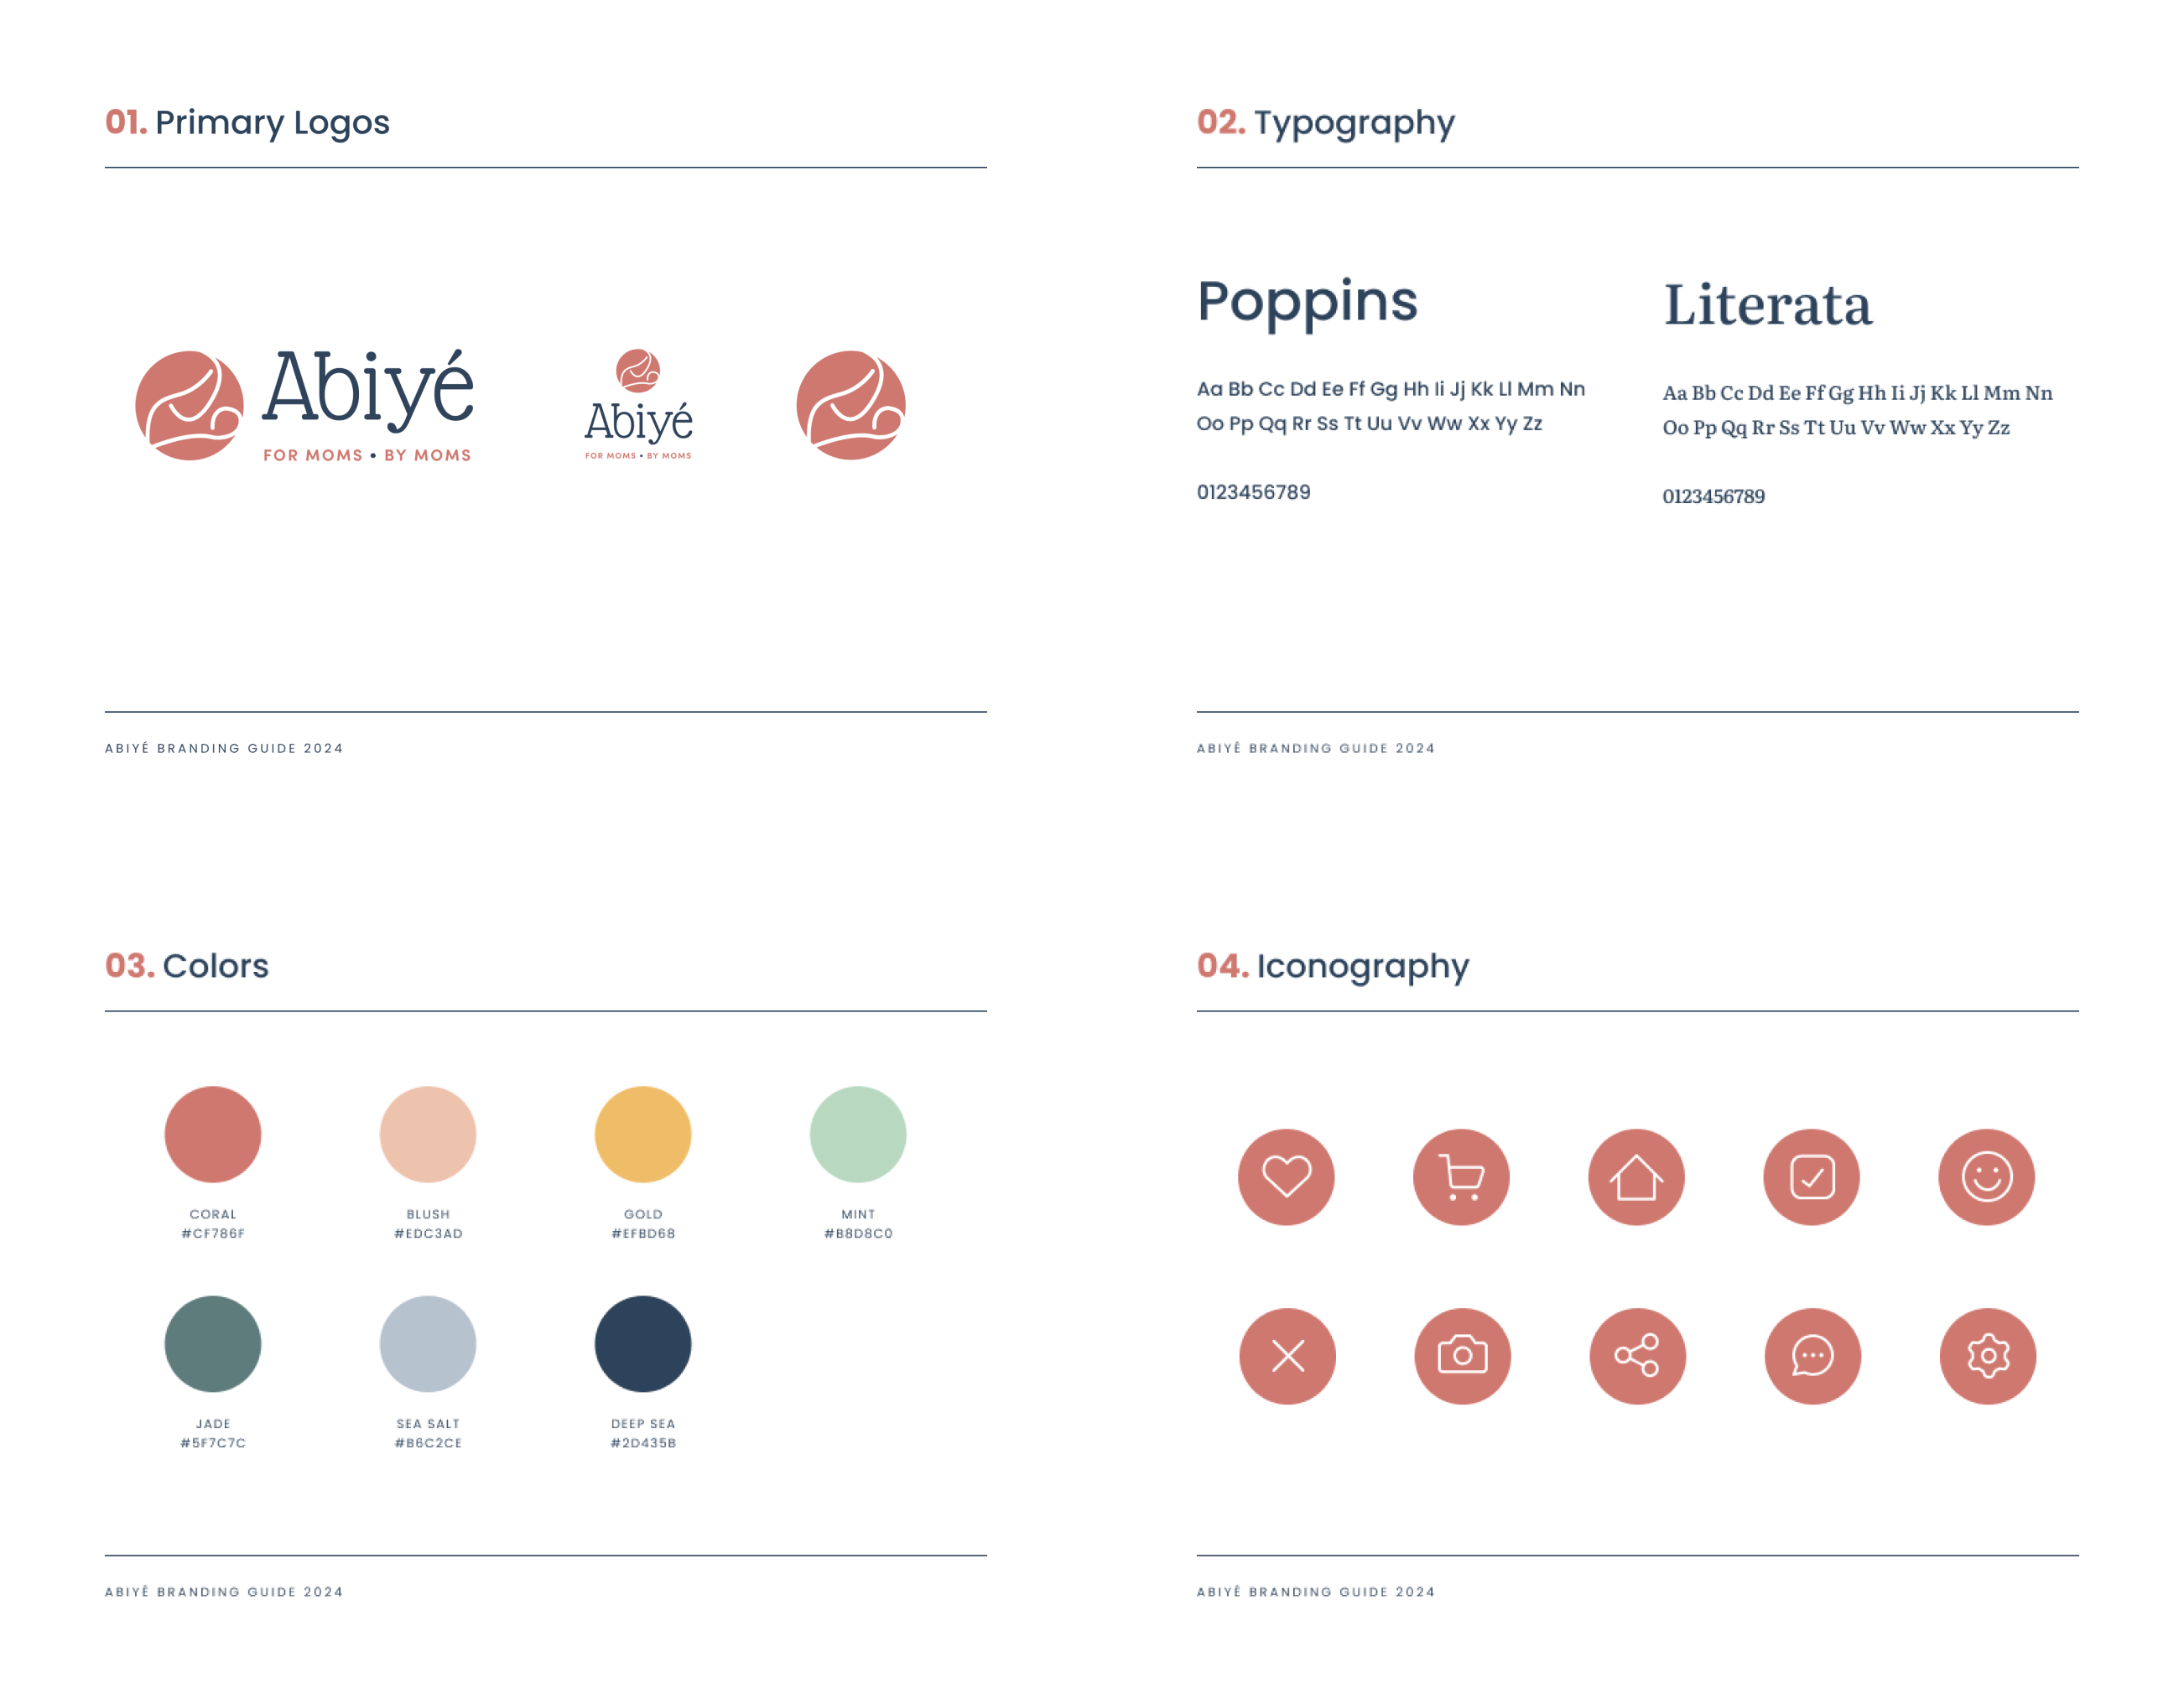 01. Primary Logos
Abiyé
FOR MOMS • BY MOMS
Abiyé
FOR MOMS • BY MOMS
ABIYÉ BRANDING GUIDE 2024
02. Typography
Poppins
Aa Bb Cc Dd Ee Ff Gg Hh Ii Jj Kk Ll Mm Nn
Oo Pp Qq Rr Ss Tt Uu Vv Ww Xx Yy Zz
0123456789
Literata
Aa Bb Cc Dd Ee Ff Gg Hh Ii Jj Kk Ll Mm Nn
Oo Pp Qq Rr Ss Tt Uu Vv Ww Xx Yy Zz
0123456789
ABIYÉ BRANDING GUIDE 2024
03. Colors
CORAL
#CF786F
BLUSH
#EDC3AD
GOLD
#EFBD68
MINT
#B8D8C0
JADE
#5F7C7C
SEA SALT
#B6C2CE
DEEP SEA
#2D435B
ABIYÉ BRANDING GUIDE 2024
04. Iconography
ABIYÉ BRANDING GUIDE 2024